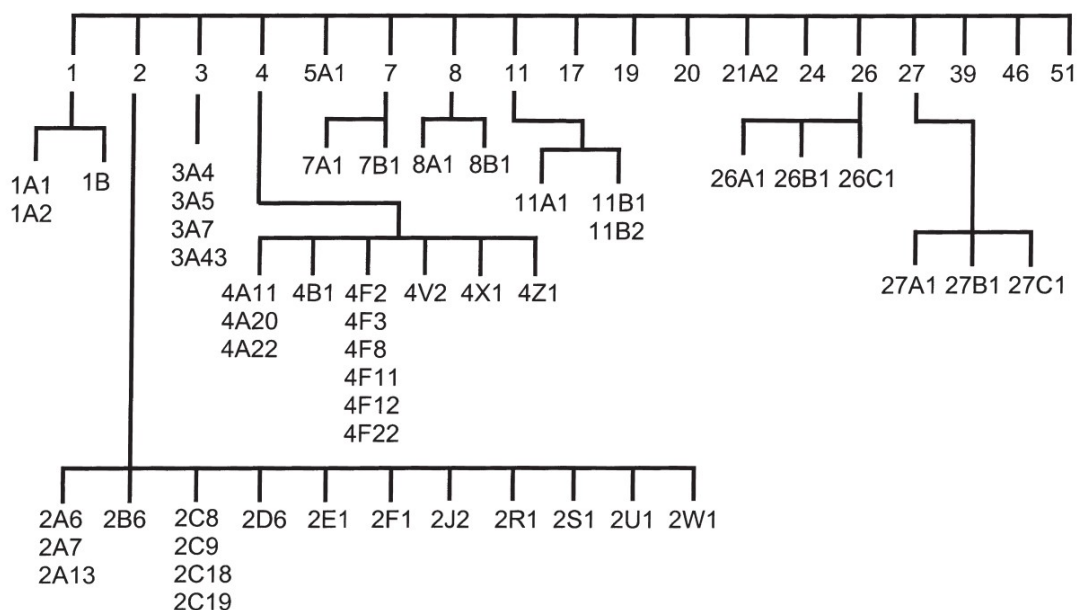 1 2 3 4 5A1 7 8 11 17 19 20 21A2 24 26 27 39 46 51
1A1 1B
1A2
3A4
3A5
3A7
3A43
7A1 7B1 8A1 8B1
11A1 11B1
11B2
26A1 26B1 26C1
27A1 27B1 27C1
4A11 4B1 4F2 4V2 4X1 4Z1
4A20 4F3
4A22 4F8
4F11
4F12
4F22
2A6 2B6 2C8 2D6 2E1 2F1 2J2 2R1 2S1 2U1 2W1
2A7 2C9
2A13 2C18
2C19